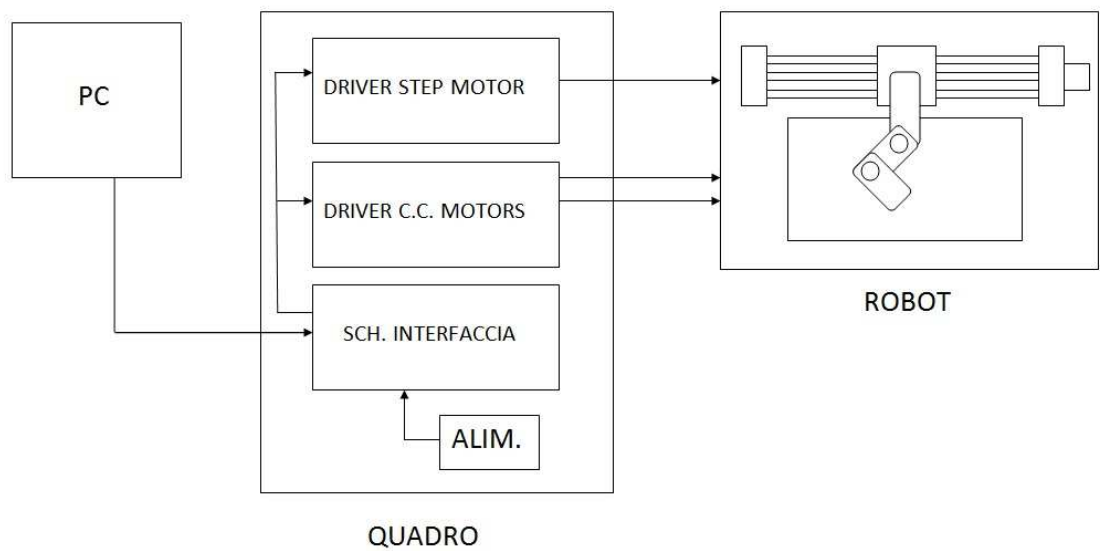 PC
DRIVER STEP MOTOR
DRIVER C.C. MOTORS
SCH. INTERFACCIA
ALIM.
QUADRO
ROBOT